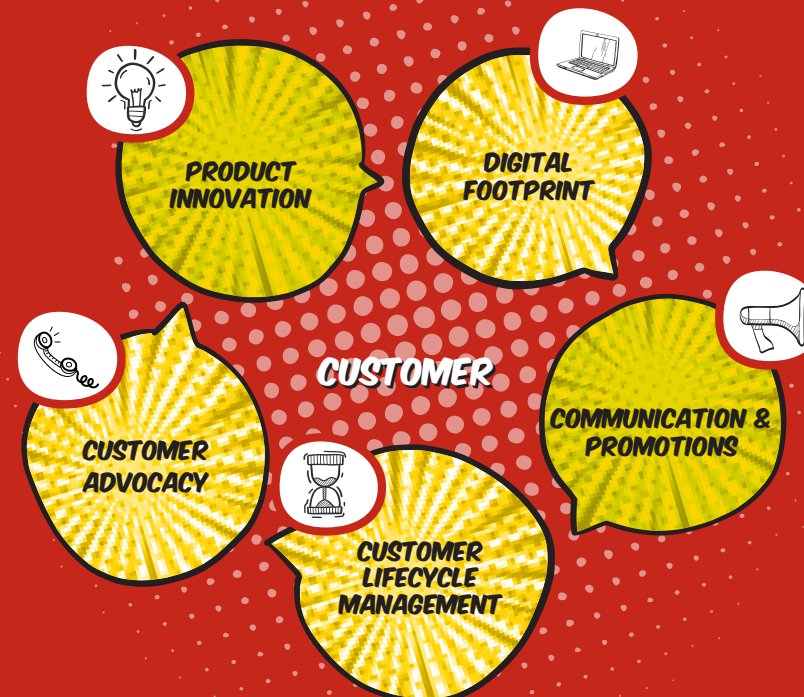 PRODUCT
INNOVATION
DIGITAL
FOOTPRINT
CUSTOMER
COMMUNICATION &
PROMOTIONS
CUSTOMER
ADVOCACY
CUSTOMER
LIFECYCLE
MANAGEMENT